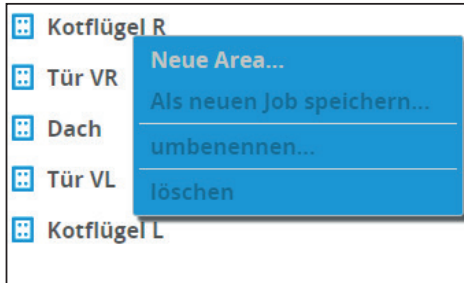 Kotflügel R
Neue Area...
Tür VR
Als neuen Job speichern...
Dach
umbenennen...
Tür VL
löschen
Kotflügel L